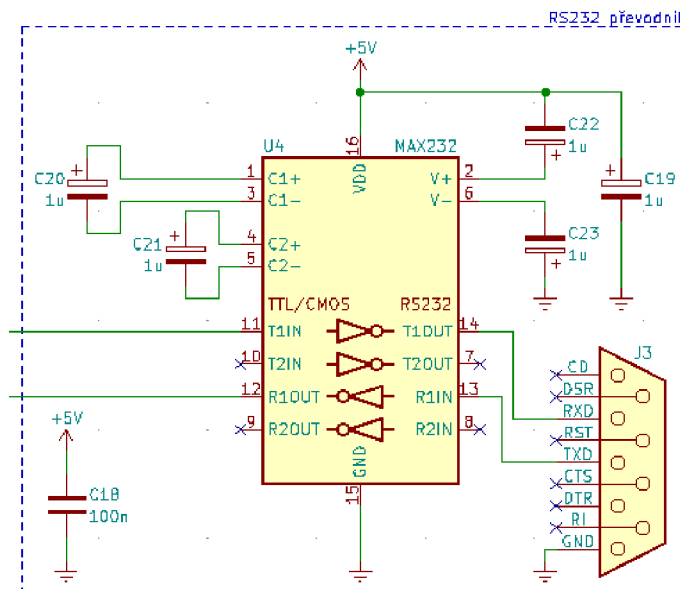 RS232 převodní
+5V
U4
MAX232
C22
1u
C20
1u
C19
1u
16
VDD
1
C1+
3
C1-
2
V+
6
V-
C21
1u
4
C2+
5
C2-
C23
1u
TTL/CMOS
RS232
11
T1IN
T1OUT
14
10
T2IN
T2OUT
7
12
R1OUT
R1IN
13
9
R2OUT
R2IN
8
GND
15
+5V
C18
100n
J3
CD
DSR
RXD
RST
TXD
CTS
DTR
RI
GND